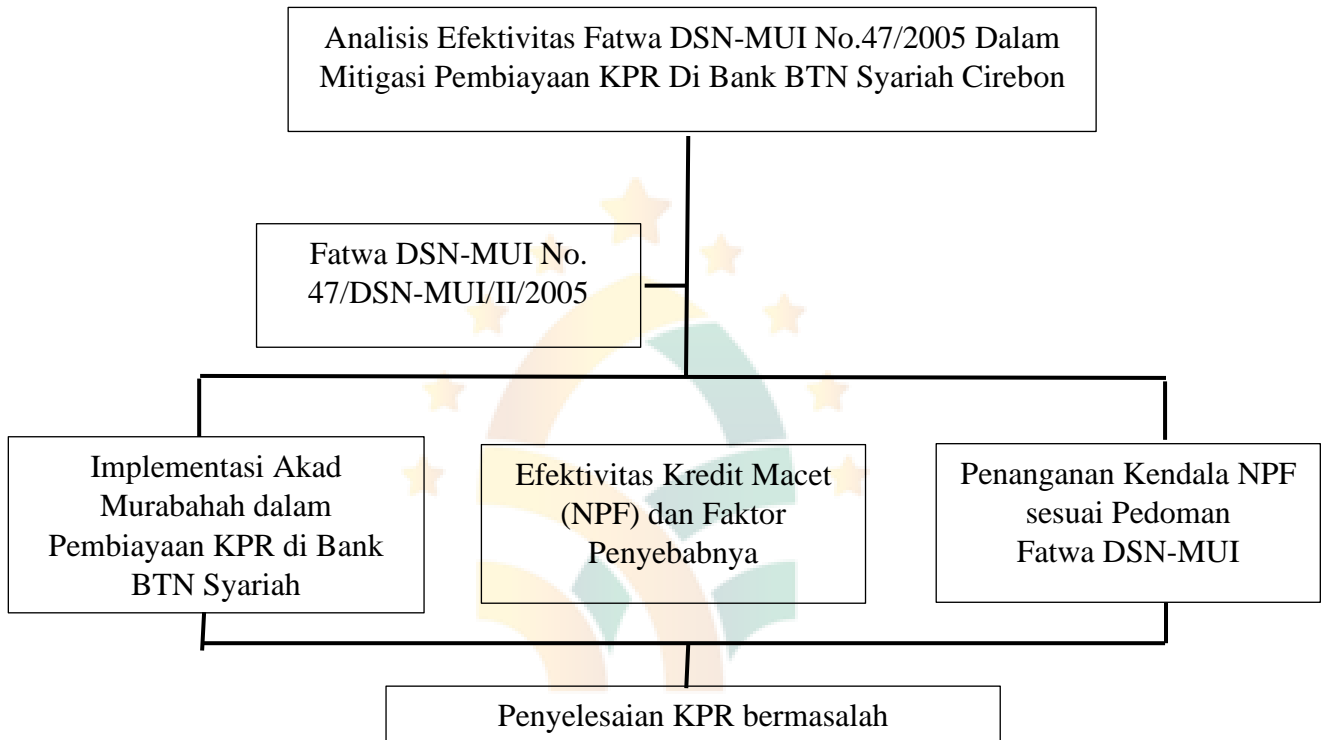 Analisis Efektivitas Fatwa DSN-MUI No.47/2005 Dalam
Mitigasi Pembiayaan KPR Di Bank BTN Syariah Cirebon
Fatwa DSN-MUI No.
47/DSN-MUI/II/2005
Implementasi Akad
Murabahah dalam
Pembiayaan KPR di Bank
BTN Syariah
Efektivitas Kredit Macet
(NPF) dan Faktor
Penyebabnya
Penanganan Kendala NPF
sesuai Pedoman
Fatwa DSN-MUI
Penyelesaian KPR bermasalah